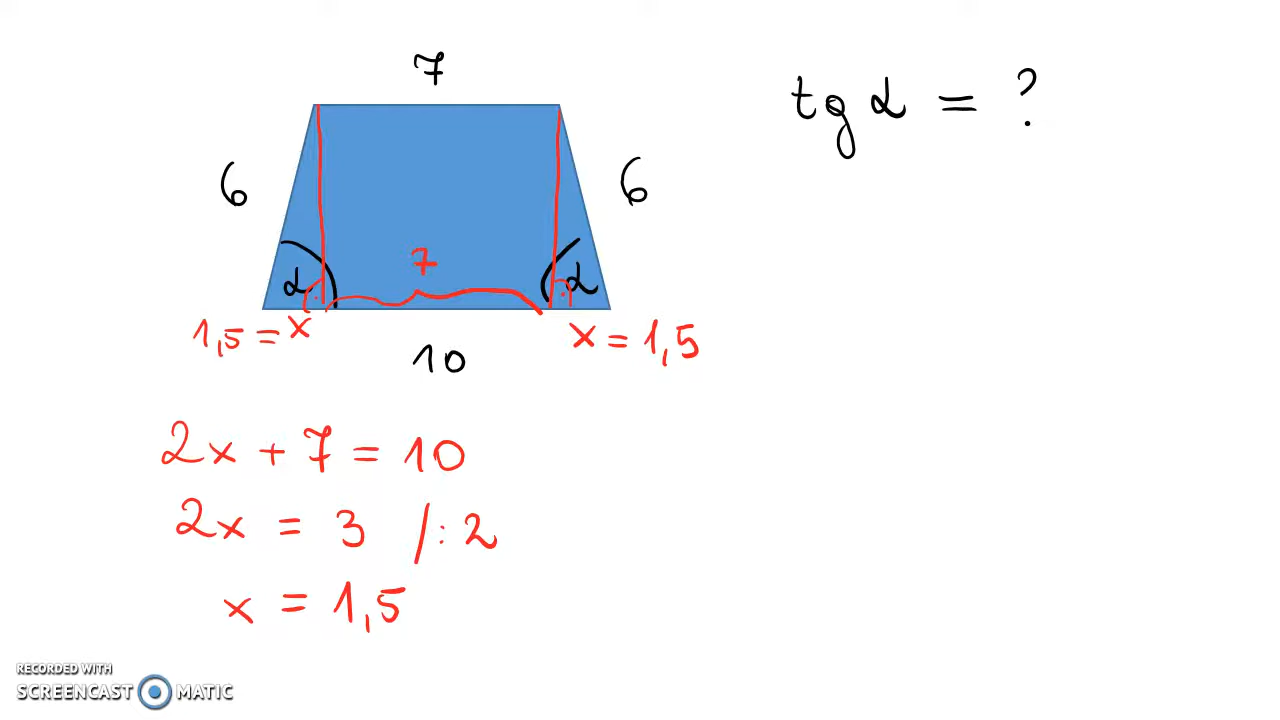 7
tg α = ?
6
6
7
α
α
1,5 = x
x = 1,5
10
2x + 7 = 10
2x = 3 /: 2
x = 1,5
RECORDED WITH
SCREENCAST MATIC